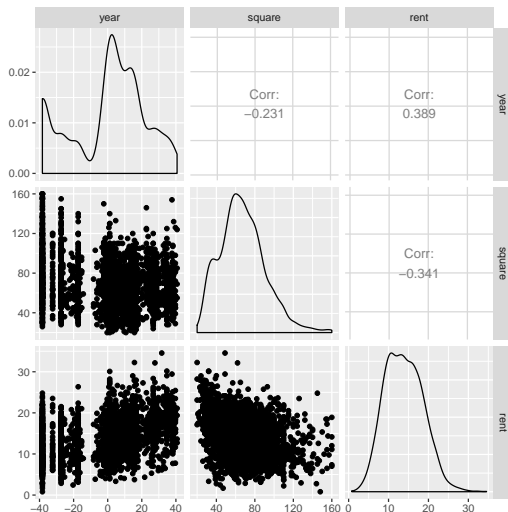 year square rent
0.02
0.01
0.00
Corr:
−0.231
Corr:
0.389
year
160
120
80
40
Corr:
−0.341
square
30
20
10
0
rent
−40 −20 0 20 40 40 80 120 160 0 10 20 30